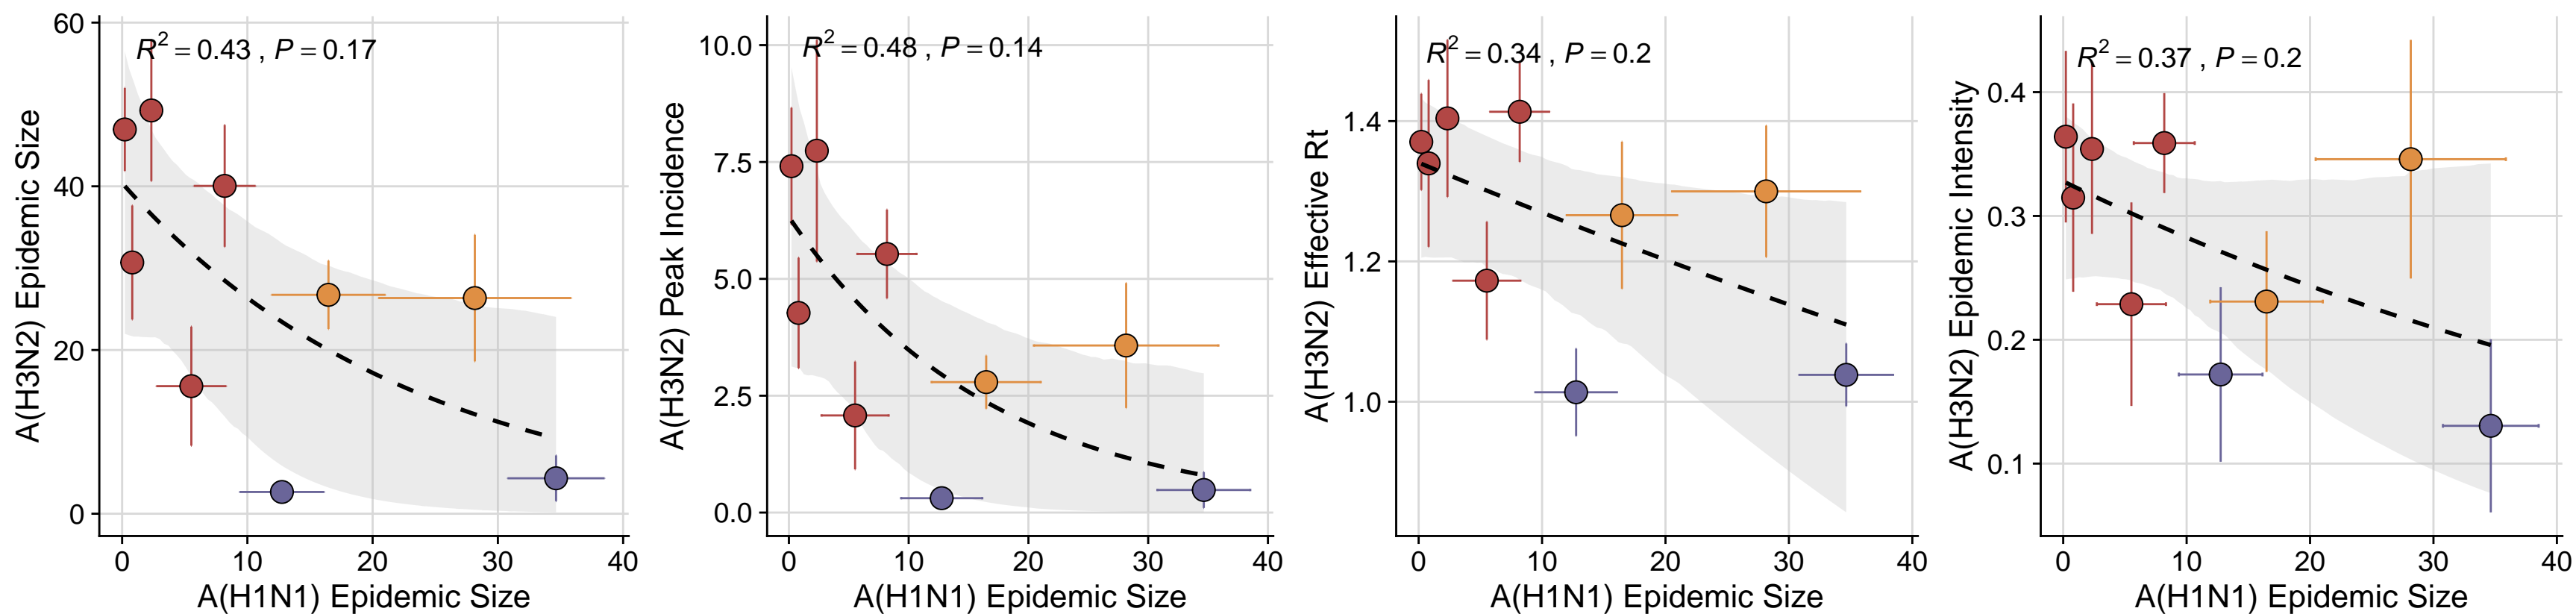 A(H3N2) Epidemic Size
60
40
20
0
R² = 0.43 , P = 0.17
0 10 20 30 40
A(H1N1) Epidemic Size
A(H3N2) Peak Incidence
10.0
7.5
5.0
2.5
0.0
R² = 0.48 , P = 0.14
0 10 20 30 40
A(H1N1) Epidemic Size
A(H3N2) Effective Rt
1.4
1.2
1.0
R² = 0.34 , P = 0.2
0 10 20 30 40
A(H1N1) Epidemic Size
A(H3N2) Epidemic Intensity
0.4
0.3
0.2
0.1
R² = 0.37 , P = 0.2
0 10 20 30 40
A(H1N1) Epidemic Size